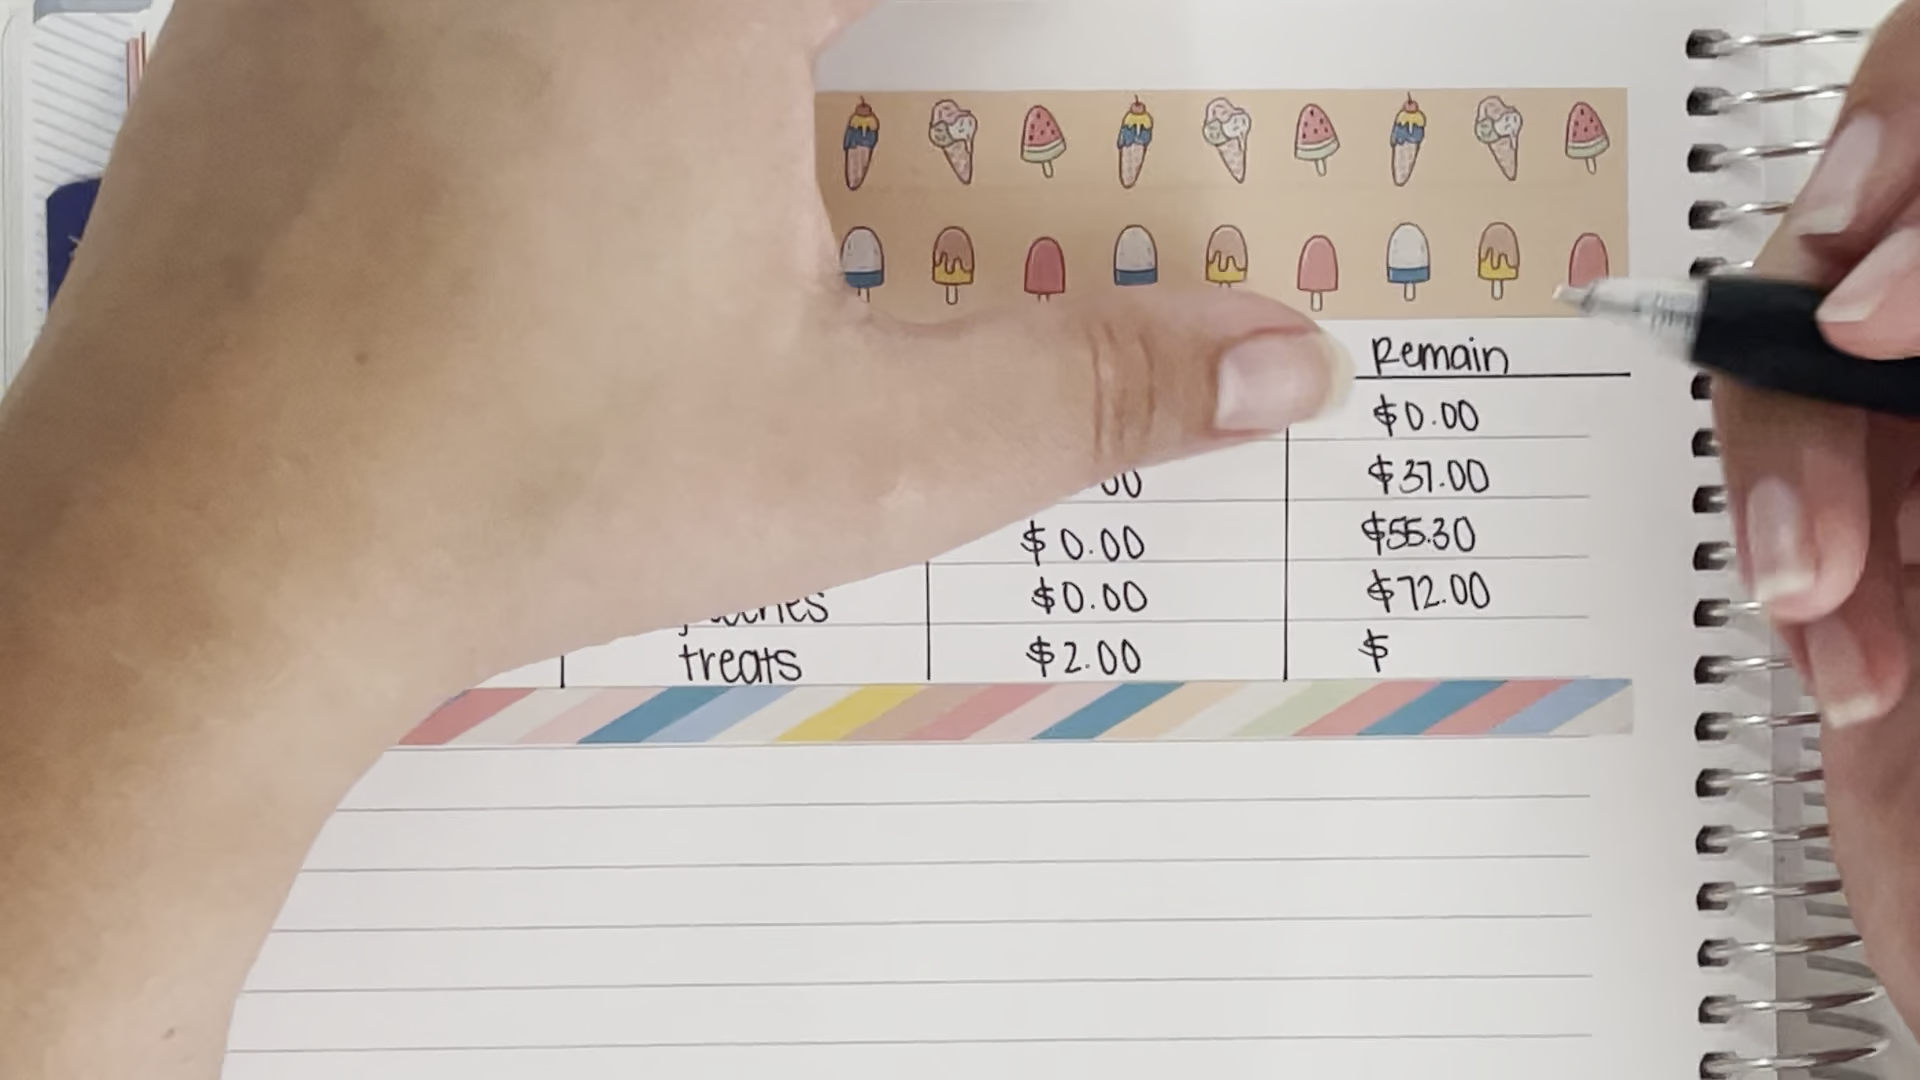 Remain
$0.00
$37.00
$0.00 $55.30
$0.00 $72.00
treats $2.00 $